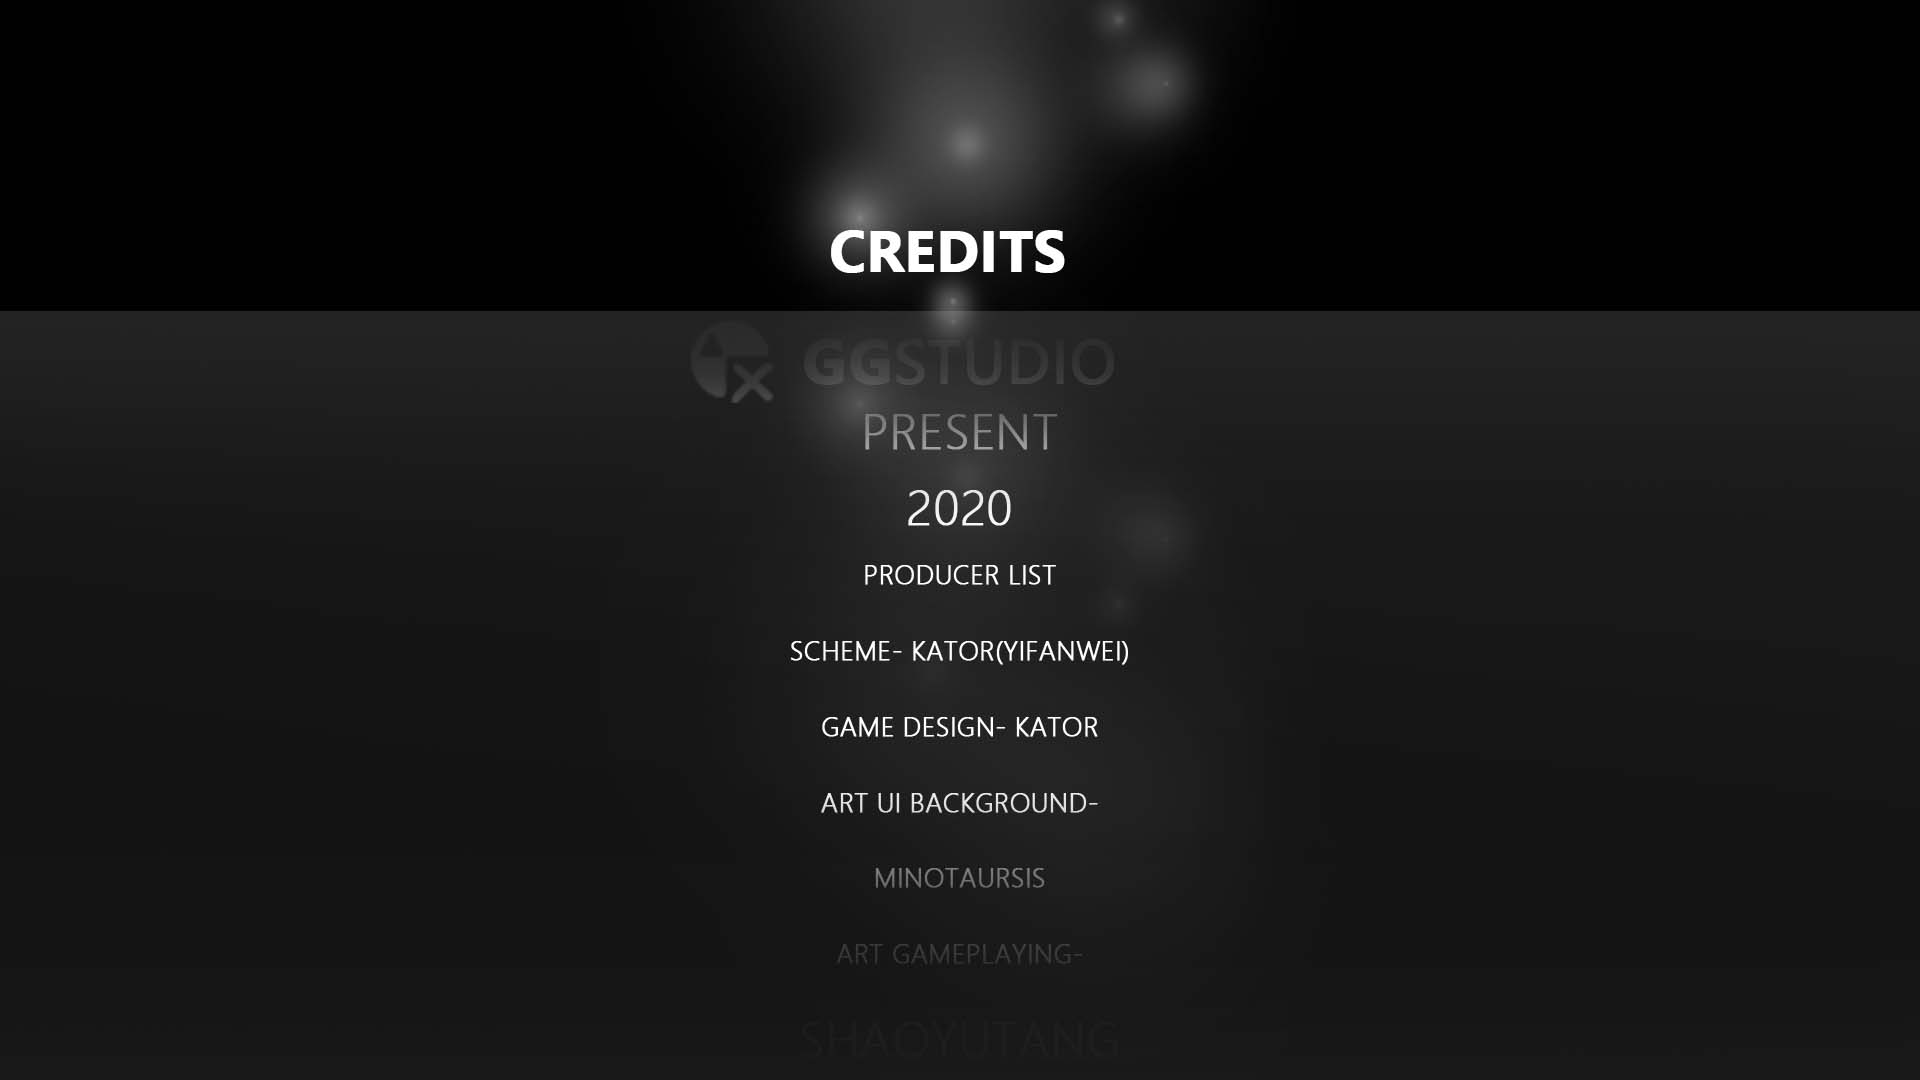 CREDITS
GGSTUDIO
PRESENT
2020
PRODUCER LIST
SCHEME- KATOR(YIFANWEI)
GAME DESIGN- KATOR
ART UI BACKGROUND-
MINOTAURSIS
ART GAMEPLAYING-
SHAOYUTANG